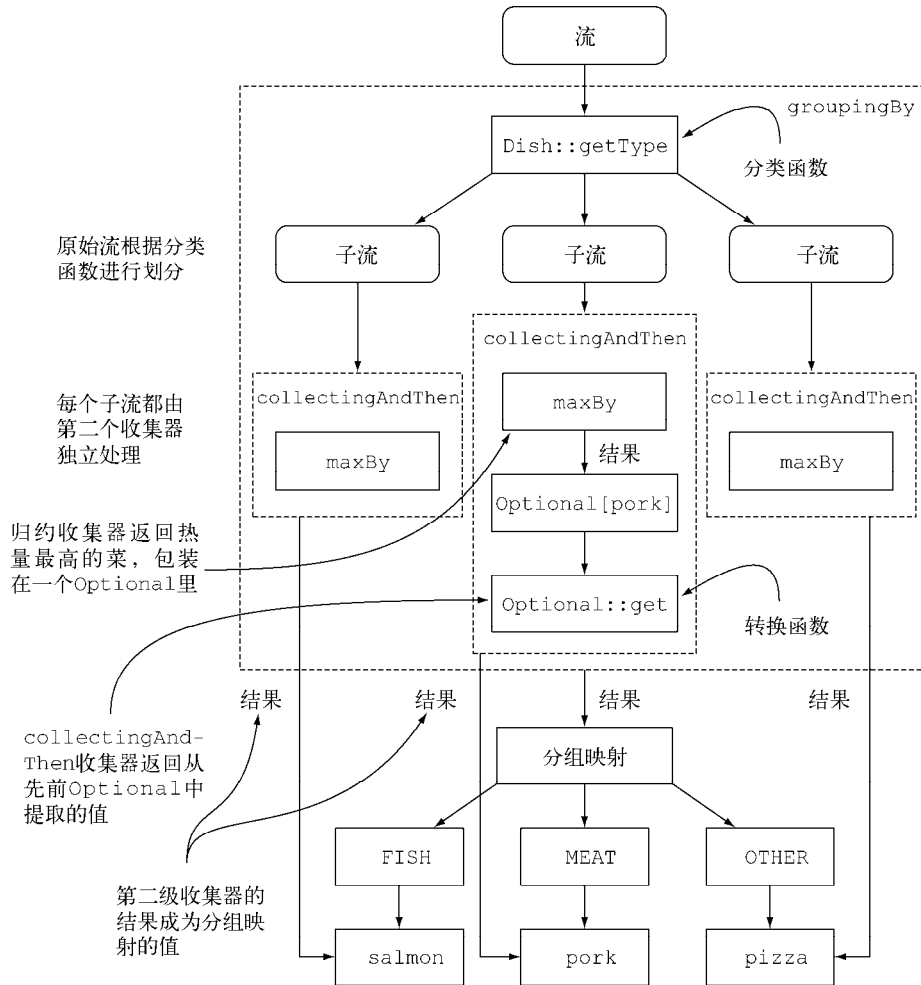 流
groupingBy
Dish::getType
分类函数
原始流根据分类
函数进行划分
子流
子流
子流
collectingAndThen
collectingAndThen
collectingAndThen
每个子流都由
第二个收集器
独立处理
maxBy
maxBy
maxBy
结果
Optional[pork]
归约收集器返回热
量最高的菜，包装
在一个Optional里
Optional::get
转换函数
结果
结果
结果
结果
collectingAnd-
Then收集器返回从
先前Optional中
提取的值
分组映射
FISH
MEAT
OTHER
第二级收集器的
结果成为分组映
射的值
salmon
pork
pizza